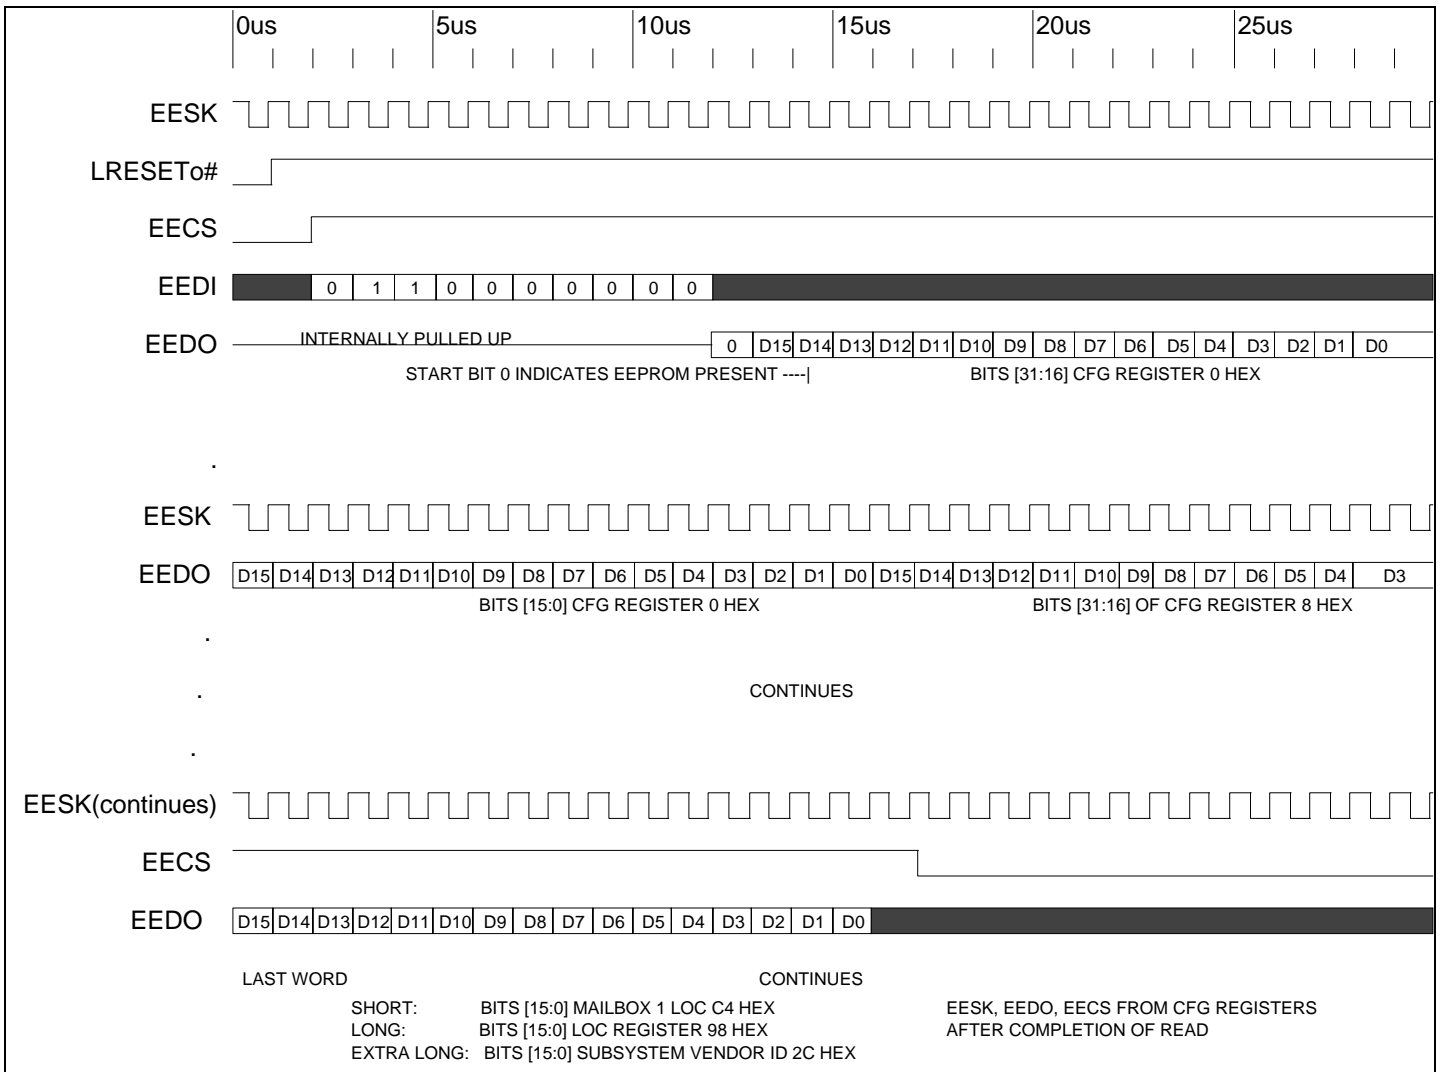 0us 5us 10us 15us 20us 25us
EESK
LRESETo#
EECS
EEDI 0 1 1 0 0 0 0 0 0 0
EEDO INTERNALLY PULLED UP 0 D15 D14 D13 D12 D11 D10 D9 D8 D7 D6 D5 D4 D3 D2 D1 D0
START BIT 0 INDICATES EEPROM PRESENT ----| BITS [31:16] CFG REGISTER 0 HEX
.
EESK
EEDO D15 D14 D13 D12 D11 D10 D9 D8 D7 D6 D5 D4 D3 D2 D1 D0 D15 D14 D13 D12 D11 D10 D9 D8 D7 D6 D5 D4 D3
BITS [15:0] CFG REGISTER 0 HEX BITS [31:16] OF CFG REGISTER 8 HEX
.
. CONTINUES
.
EESK(continues)
EECS
EEDO D15 D14 D13 D12 D11 D10 D9 D8 D7 D6 D5 D4 D3 D2 D1 D0
LAST WORD CONTINUES
SHORT: BITS [15:0] MAILBOX 1 LOC C4 HEX EESK, EEDO, EECS FROM CFG REGISTERS
LONG: BITS [15:0] LOC REGISTER 98 HEX AFTER COMPLETION OF READ
EXTRA LONG: BITS [15:0] SUBSYSTEM VENDOR ID 2C HEX